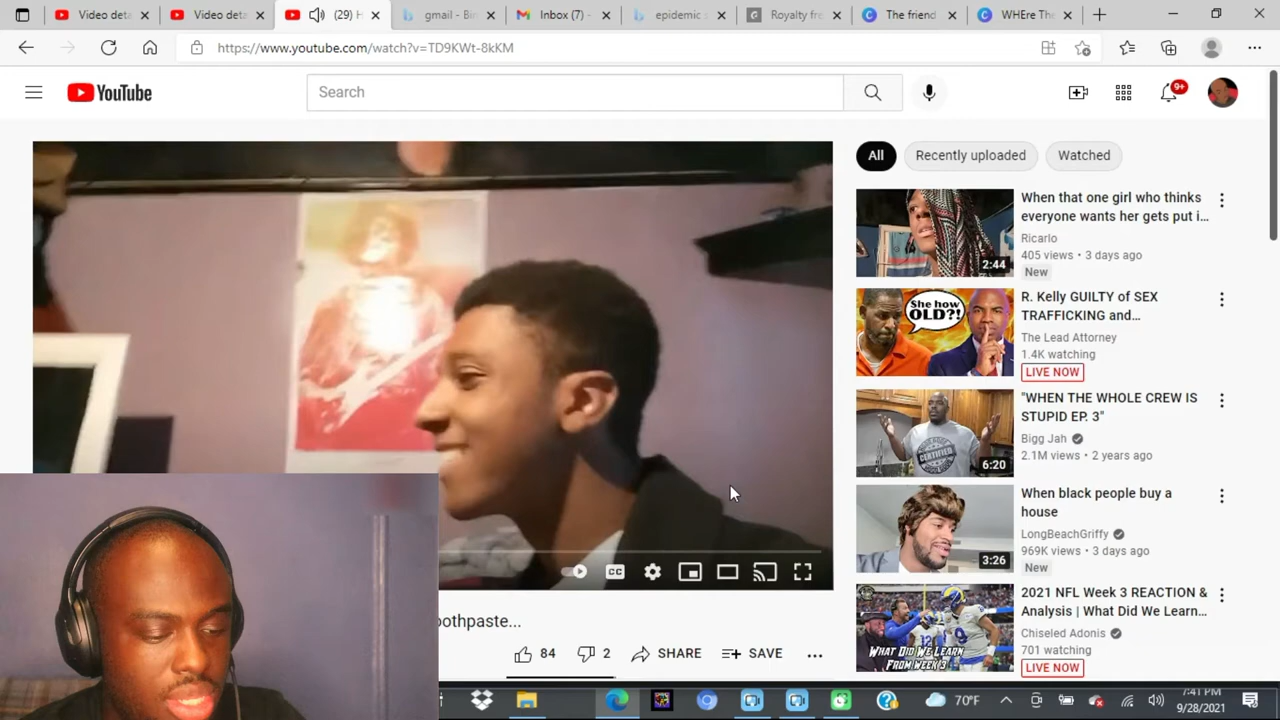 Video deta
Video deta
(29) H
gmail - Bin
Inbox (7) -
epidemic s
Royalty fre
The friend
WHEre The
https://www.youtube.com/watch?v=TD9KWt-8kKM
YouTube
Search
9+
All
Recently uploaded
Watched
When that one girl who thinks
everyone wants her gets put i...
Ricarlo
405 views • 3 days ago
New
2:44
She how
OLD?!
R. Kelly GUILTY of SEX
TRAFFICKING and...
The Lead Attorney
1.4K watching
LIVE NOW
CERTIFIED
6:20
"WHEN THE WHOLE CREW IS
STUPID EP. 3"
Bigg Jah
2.1M views • 2 years ago
3:26
When black people buy a
house
LongBeachGriffy
969K views • 3 days ago
New
WHAT DID WE LEARN
FROM WEEK 3
2021 NFL Week 3 REACTION &
Analysis | What Did We Learn...
Chiseled Adonis
701 watching
LIVE NOW
CC
oothpaste...
84
2
SHARE
SAVE
70°F
7:41 PM
9/28/2021